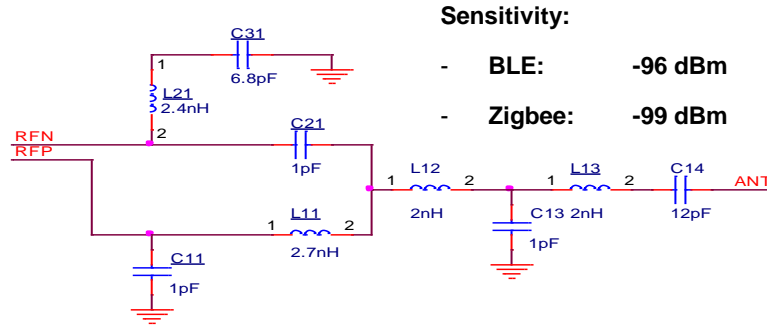 Sensitivity:
- BLE: -96 dBm
- Zigbee: -99 dBm
C31
6.8pF
1
L21
2.4nH
2
RFN
RFP
C21
1pF
L11
1 2
2.7nH
C11
1pF
L12
1 2
2nH
C13
1pF
L13
1 2
2nH
C14
12pF
ANT